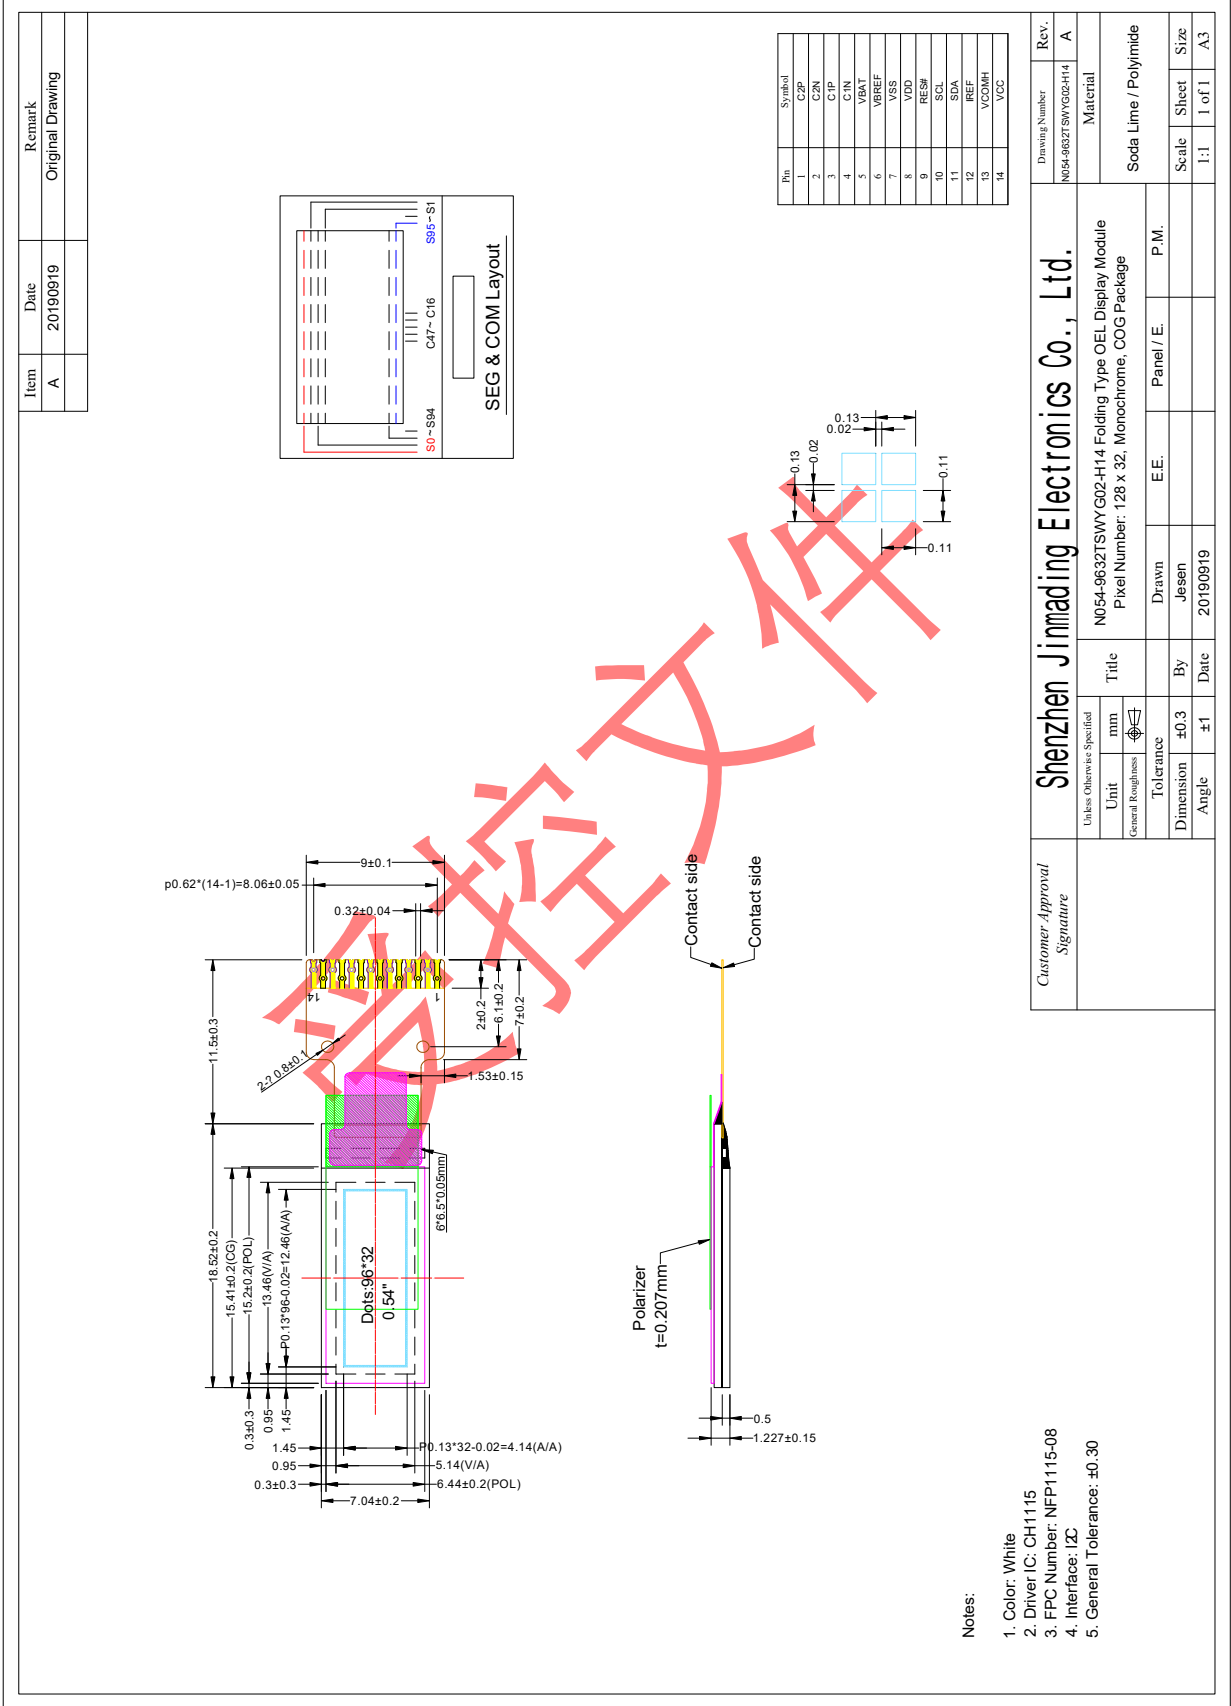 Item Date Remark
A 20190919 Original Drawing
S0~S94 C47~ C16 S95~S1
SEG & COM Layout
Pin Symbol
1 C2P
2 C2N
3 C1P
4 C1N
5 VBAT
6 VBREF
7 VSS
8 VDD
9 RES#
10 SCL
11 SDA
12 IREF
13 VCOMH
14 VCC
0.13
0.02
0.13
0.02
0.11
0.11
9±0.1
p0.62*(14-1)=8.06±0.05
0.32±0.04
14
1
11.5±0.3
2±0.2
6.1±0.2
7±0.2
2-? 0.8±0.1
1.53±0.15
6*6.5*0.05mm
18.52±0.2
15.41±0.2(CG)
15.2±0.2(POL)
13.46(V/A)
P0.13*96-0.02=12.46(A/A)
Dots:96*32
0.54"
0.3±0.3
0.95
1.45
1.45
P0.13*32-0.02=4.14(A/A)
0.95
5.14(V/A)
0.3±0.3
6.44±0.2(POL)
7.04±0.2
Contact side
Contact side
Polarizer
t=0.207mm
0.5
1.227±0.15
受控文件
Notes:
1. Color: White
2. Driver IC: CH1115
3. FPC Number: NFP1115-08
4. Interface: I2C
5. General Tolerance: ±0.30
Customer Approval
Signature
Shenzhen Jinmading Electronics Co., Ltd.
Drawing Number Rev.
N054-9632TSWYG02-H14 A
Unless Otherwise Specified
Unit mm
General Roughness
Tolerance
Dimension ±0.3
Angle ±1
Title
N054-9632TSWYG02-H14 Folding Type OEL Display Module
Pixel Number: 128 x 32, Monochrome, COG Package
Material
Soda Lime / Polyimide
Drawn E.E. Panel / E. P.M.
By Jesen
Date 20190919
Scale Sheet Size
1:1 1 of 1 A3